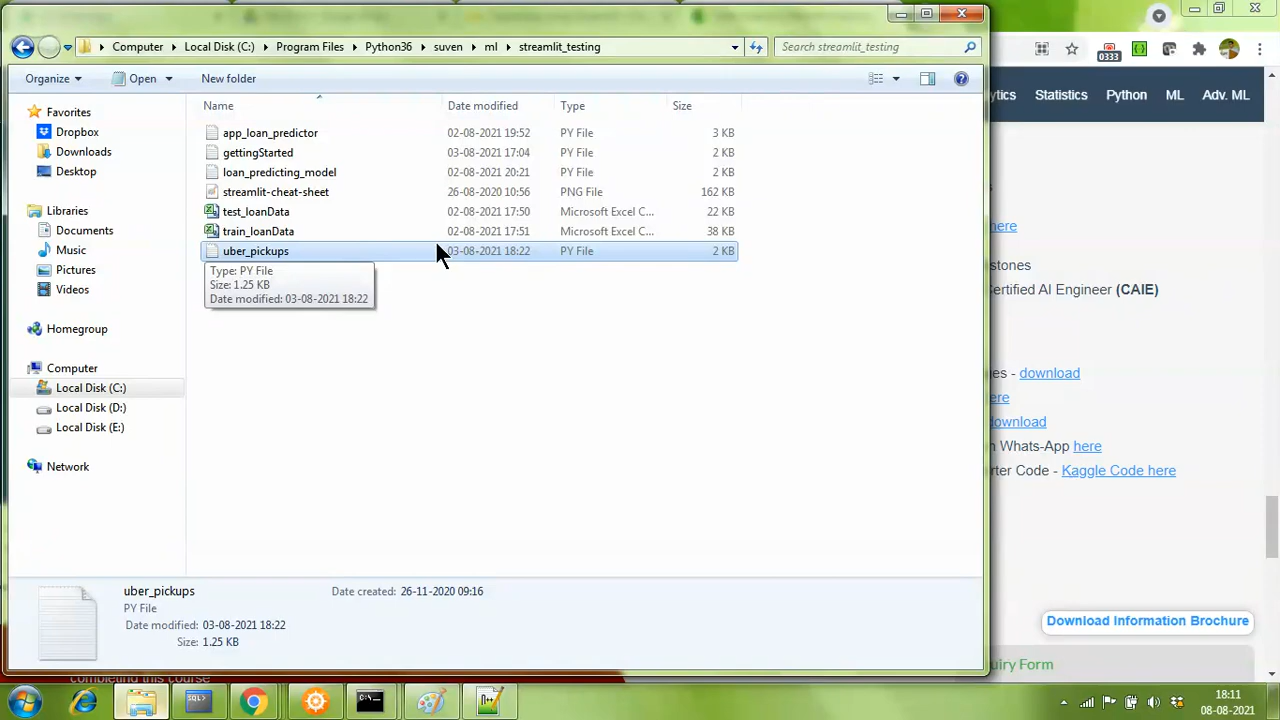 Computer Local Disk (C:) Program Files Python36 suven ml streamlit_testing
Search streamlit_testing
0333
Organize Open New folder
Name Date modified Type Size
Favorites
Dropbox
Downloads
Desktop
Libraries
Documents
Music
Pictures
Videos
Homegroup
Computer
Local Disk (C:)
Local Disk (D:)
Local Disk (E:)
Network
app_loan_predictor 02-08-2021 19:52 PY File 3 KB
gettingStarted 03-08-2021 17:04 PY File 2 KB
loan_predicting_model 02-08-2021 20:21 PY File 2 KB
streamlit-cheat-sheet 26-08-2020 10:56 PNG File 162 KB
test_loanData 02-08-2021 17:50 Microsoft Excel C... 22 KB
train_loanData 02-08-2021 17:51 Microsoft Excel C... 38 KB
uber_pickups 03-08-2021 18:22 PY File 2 KB
Type: PY File
Size: 1.25 KB
Date modified: 03-08-2021 18:22
uber_pickups Date created: 26-11-2020 09:16
PY File
Date modified: 03-08-2021 18:22
Size: 1.25 KB
ytics Statistics Python ML Adv. ML
here
stones
Certified AI Engineer (CAIE)
es - download
ere
download
n Whats-App here
rter Code - Kaggle Code here
Download Information Brochure
quiry Form
completing this course
SQL>
18:11
08-08-2021